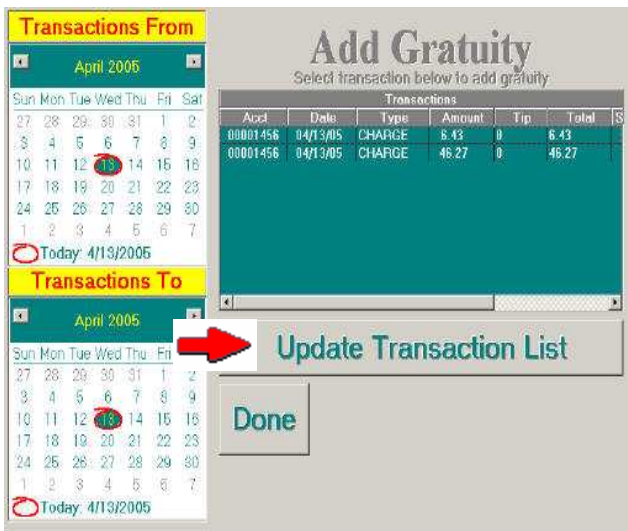 Transactions From
April 2005
Sun Mon Tue Wed Thu Fri Sat
27 28 29 30 31 1 2
3 4 5 6 7 8 9
10 11 12 13 14 15 16
17 18 19 20 21 22 23
24 25 26 27 28 29 30
1 2 3 4 5 6 7
Today: 4/13/2005
Transactions To
April 2005
Sun Mon Tue Wed Thu Fri
27 28 29 30 31 1 2
3 4 5 6 7 8 9
10 11 12 13 14 15 16
17 18 19 20 21 22 23
24 25 26 27 28 29 30
1 2 3 4 5 6 7
Today: 4/13/2005
Add Gratuity
Select transaction below to add gratuity
Transactions
Acct Date Type Amount Tip Total S
00001456 04/13/05 CHARGE 6.43 0 6.43
00001456 04/13/05 CHARGE 46.27 0 46.27
Update Transaction List
Done